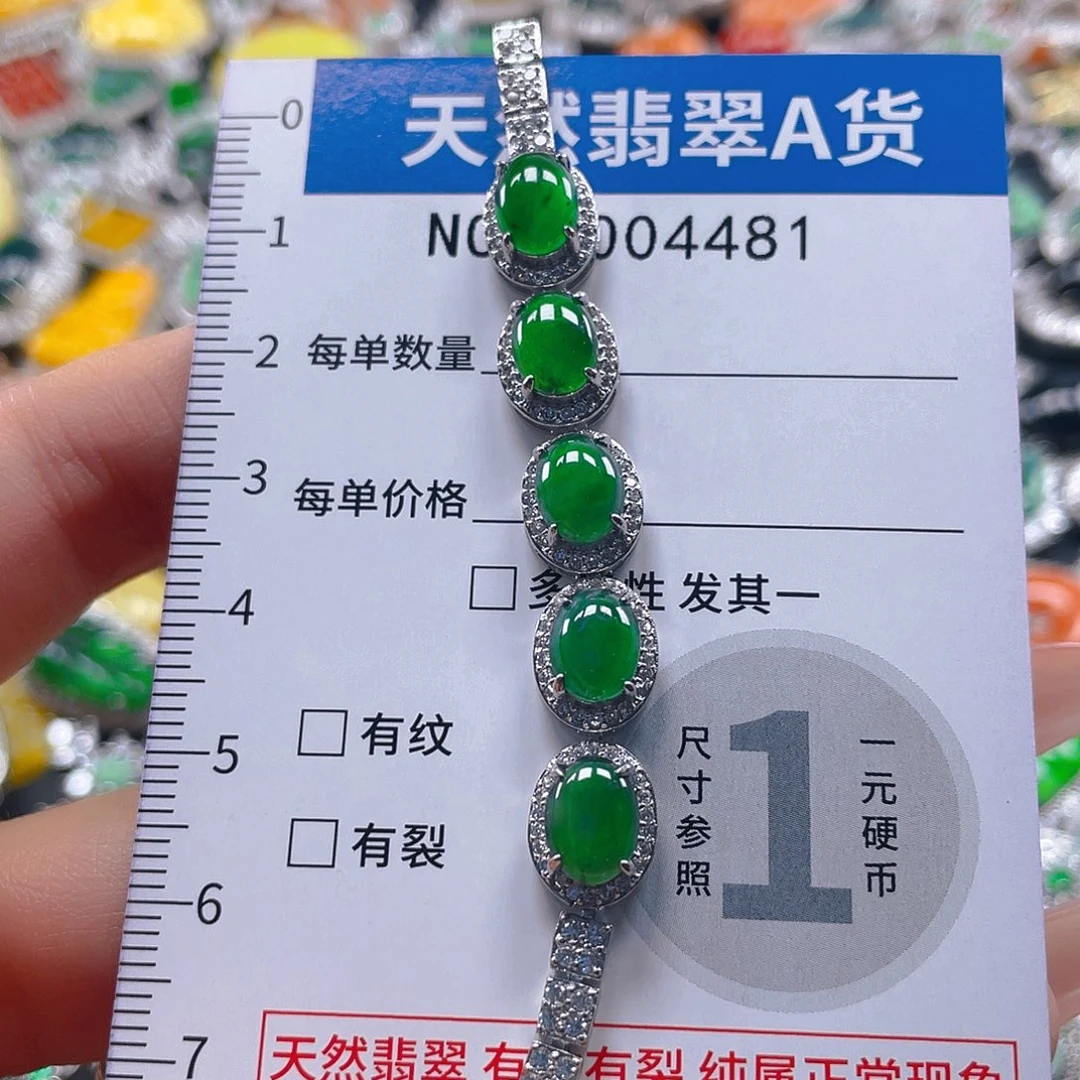 天然翡翠A货
0
NO 004481
1
2
每单数量
3
每单价格
4
多 性 发其一
有纹
5
有裂
尺寸参照
1
一元硬币
6
7
天然翡翠 有 有裂 纯属正常现象